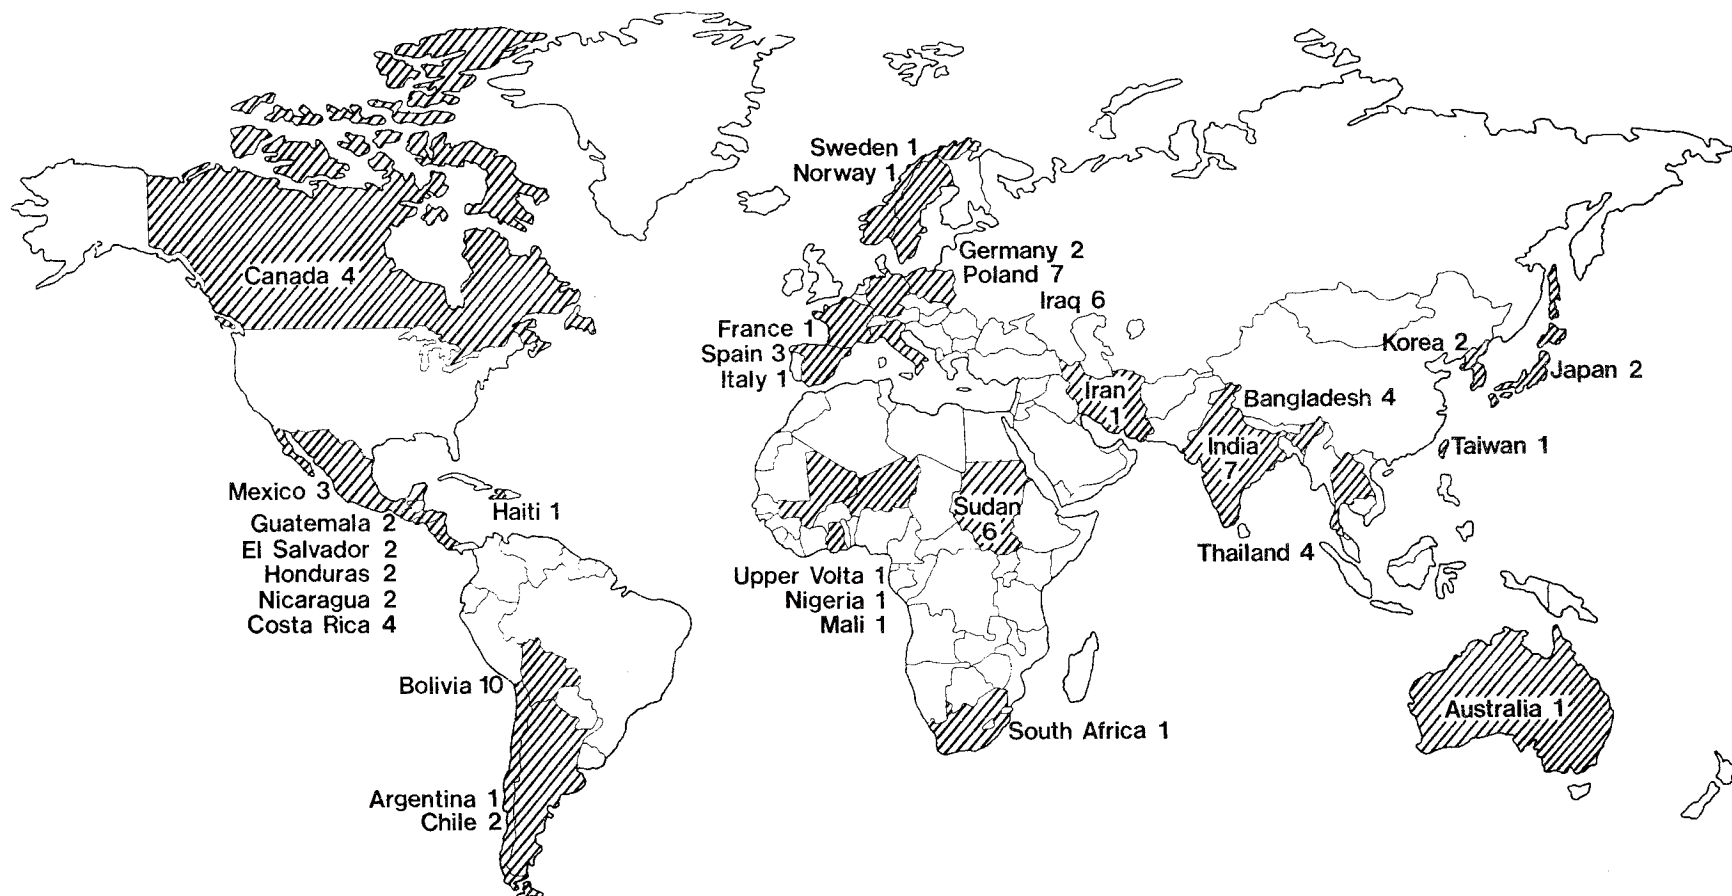 Sweden 1
Norway 1
Germany 2
Poland 7
Canada 4
Iraq 6
France 1
Spain 3
Italy 1
Korea 2
Japan 2
Iran
1
Bangladesh 4
India
7
Taiwan 1
Mexico 3
Haiti 1
Guatemala 2
El Salvador 2
Honduras 2
Nicaragua 2
Costa Rica 4
Sudan
6
Thailand 4
Upper Volta 1
Nigeria 1
Mali 1
Bolivia 10
Australia 1
South Africa 1
Argentina 1
Chile 2